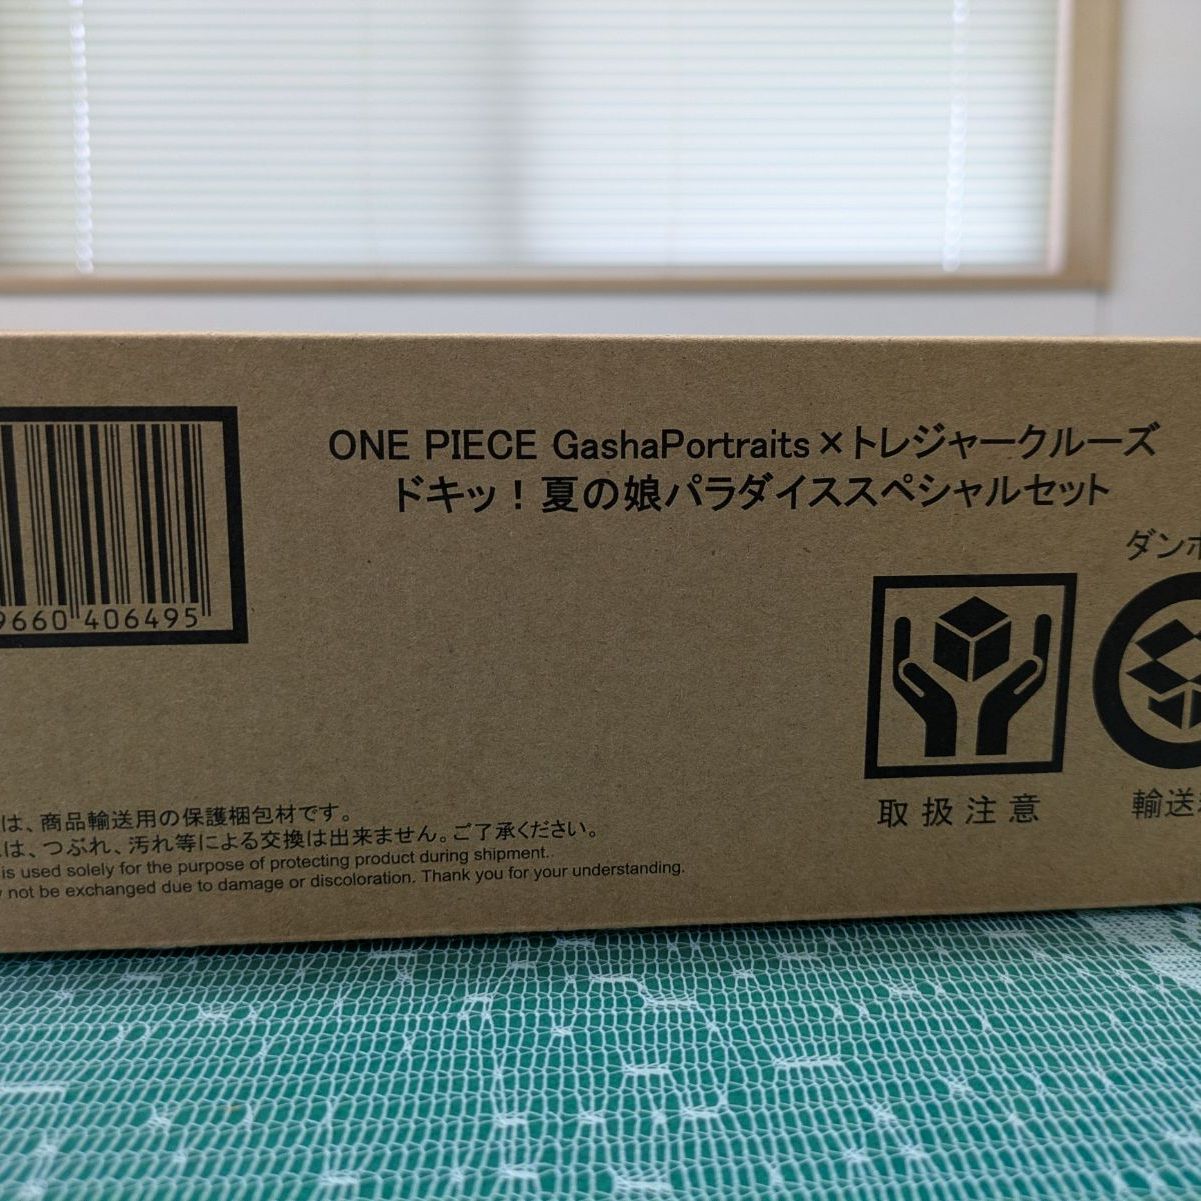 ONE PIECE GashaPortraits×トレジャークルーズ
ドキッ！夏の娘パラダイススペシャルセット
9660 406495
ダンボ
取扱注意
輸送
は、商品輸送用の保護梱包材です。
は、つぶれ、汚れ等による交換は出来ません。ご了承ください。
is used solely for the purpose of protecting product during shipment..
not be exchanged due to damage or discoloration. Thank you for your understanding.